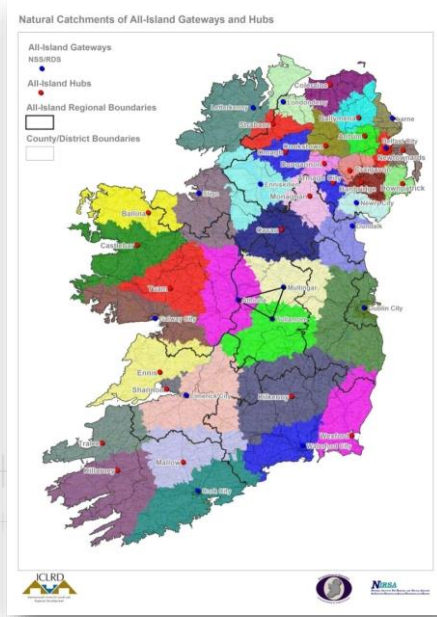 Natural Catchments of All-Island Gateways and Hubs
All-Island Gateways
NSS/RDS
All-Island Hubs
All-Island Regional Boundaries
County/District Boundaries
Coleraine
Letterkenny
Londonderry
Strabane
Ballymena
Larne
Antrim
Cookstown
Omagh
Dungannon
Craigavon
Newtownards
Enniskillen
Banbridge
Downpatrick
Monaghan
Newry City
Sligo
Dundalk
Ballina
Cavan
Castlebar
Tuam
Mullingar
Athlone
Tullamore
Dublin City
Galway City
Ennis
Shannon
Limerick City
Kilkenny
Tralee
Wexford
Waterford City
Mallow
Killarney
Cork City
ICLRD
NIRSA